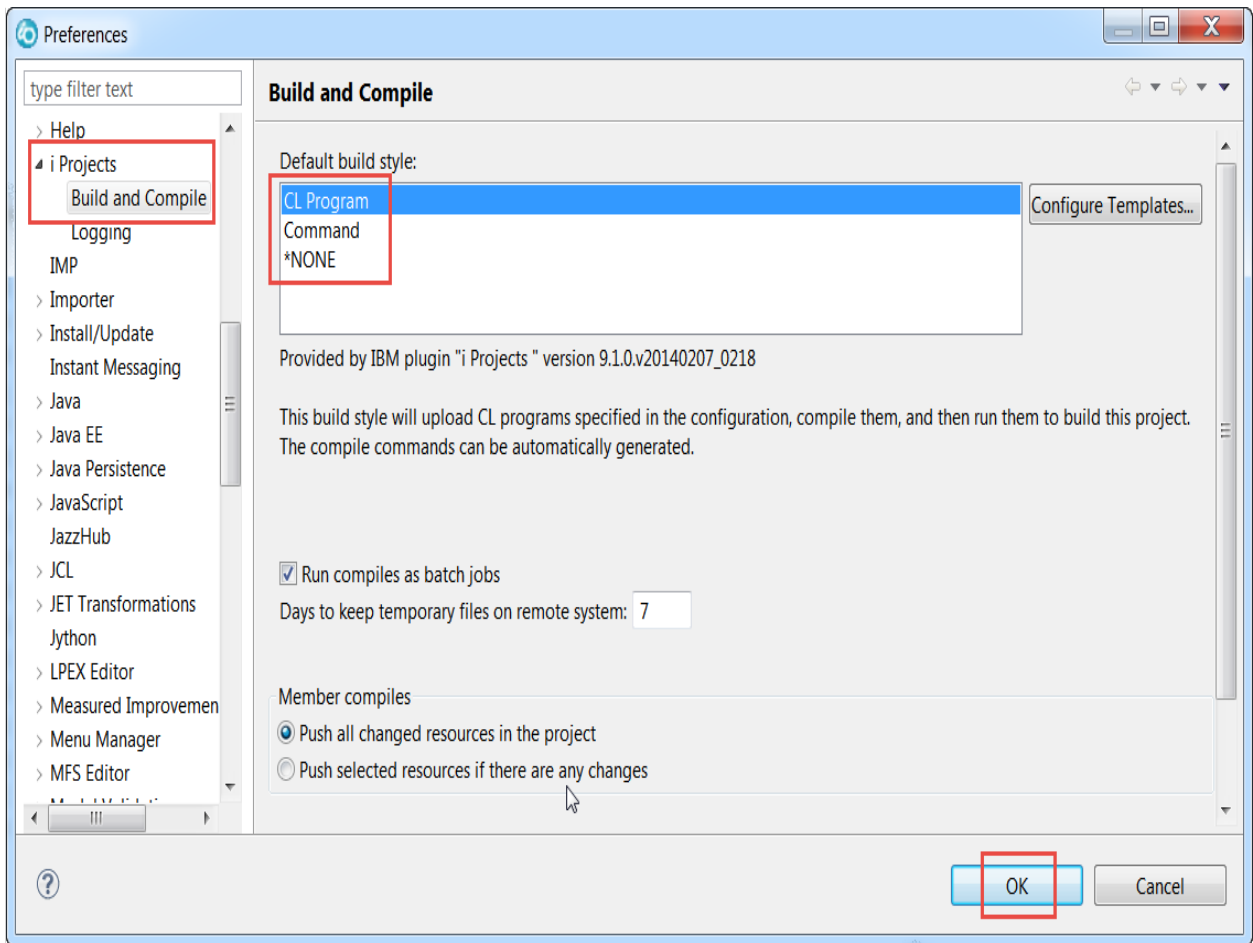 Preferences
type filter text
Help
i Projects
Build and Compile
Logging
IMP
Importer
Install/Update
Instant Messaging
Java
Java EE
Java Persistence
JavaScript
JazzHub
JCL
JET Transformations
Jython
LPEX Editor
Measured Improvemen
Menu Manager
MFS Editor
Build and Compile
Default build style:
CL Program
Command
*NONE
Configure Templates...
Provided by IBM plugin "i Projects " version 9.1.0.v20140207_0218
This build style will upload CL programs specified in the configuration, compile them, and then run them to build this project.
The compile commands can be automatically generated.
Run compiles as batch jobs
Days to keep temporary files on remote system: 7
Member compiles
Push all changed resources in the project
Push selected resources if there are any changes
OK
Cancel